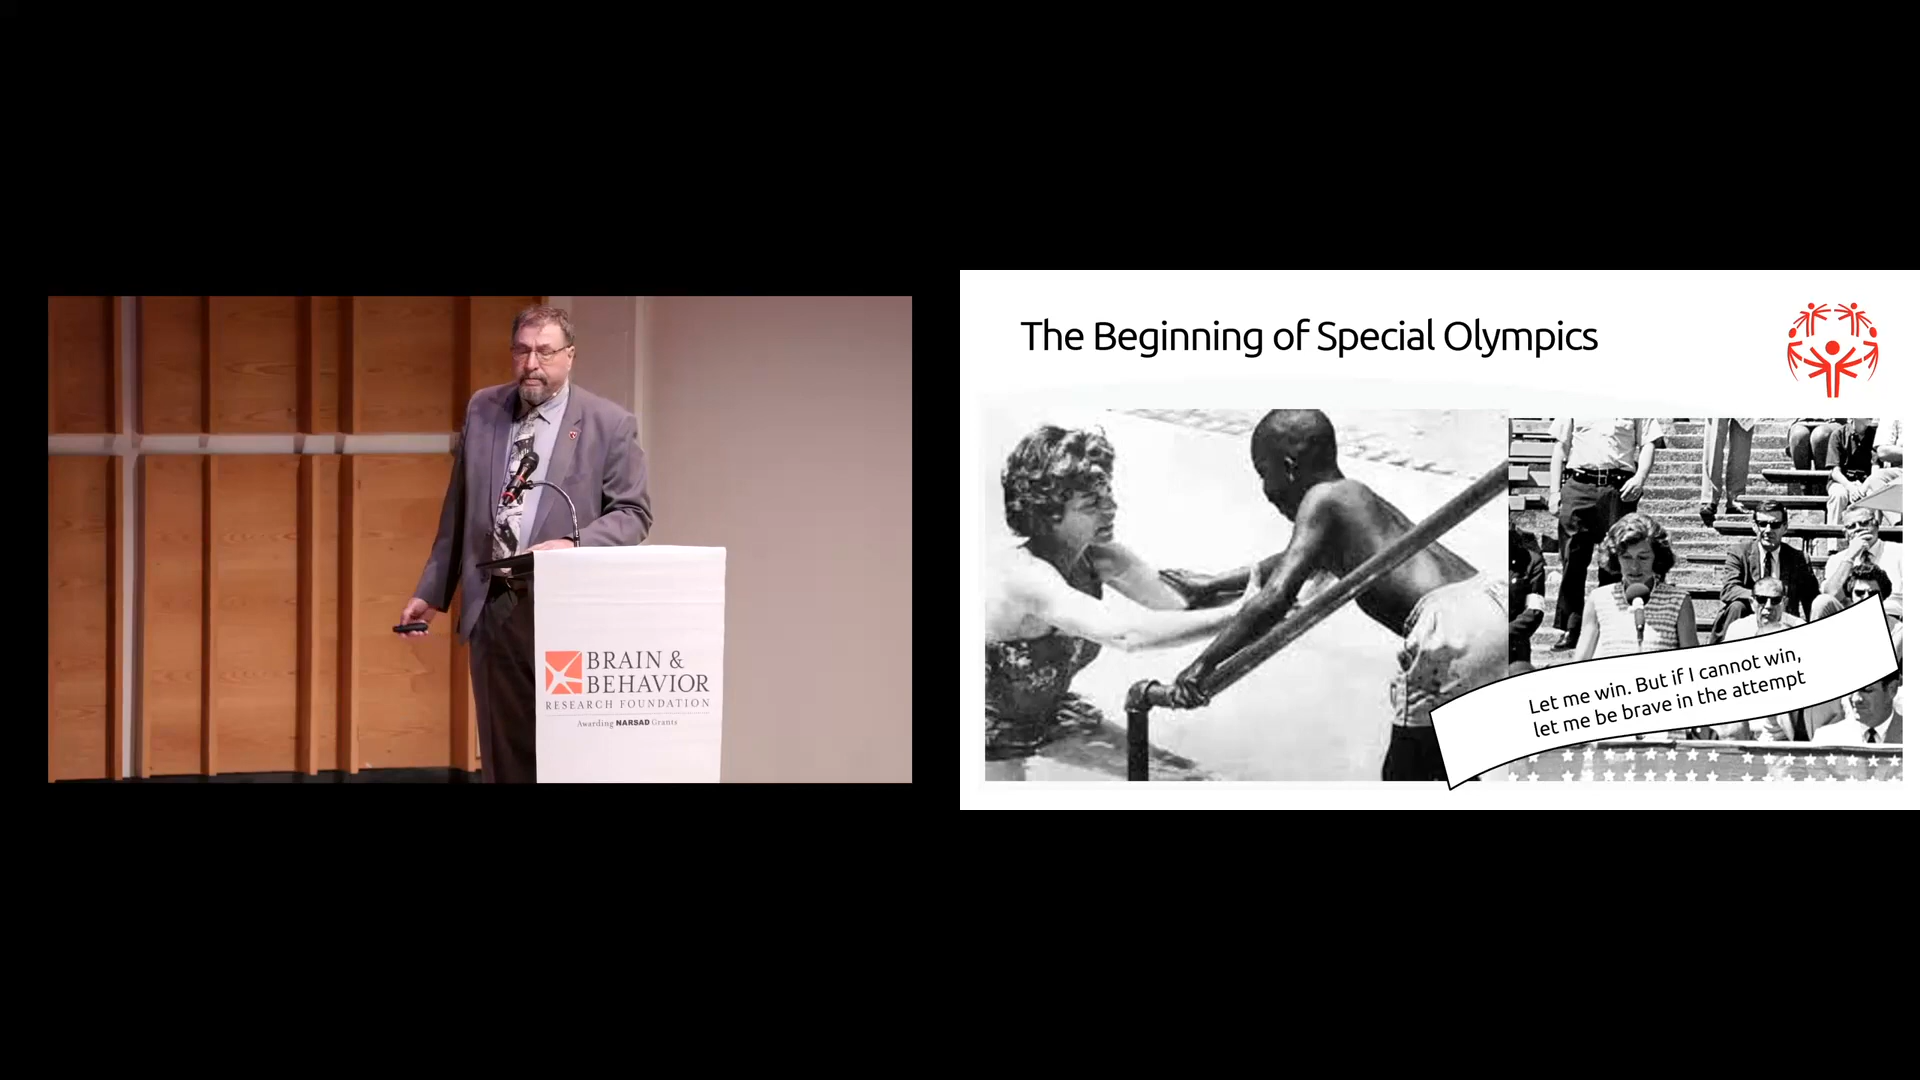 BRAIN &
BEHAVIOR
RESEARCH FOUNDATION
Awarding NARSAD Grants
The Beginning of Special Olympics
Let me win. But if I cannot win,
let me be brave in the attempt